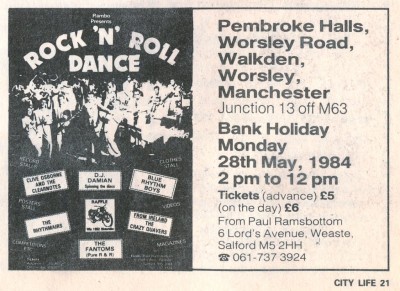 Rambo
Presents
ROCK 'N' ROLL
DANCE
RECORD
STALLS
CLOTHES
STALL
CLIVE OSBORNE
AND THE
CLEARNOTES
D.J.
DAMIAN
Spinning the discs
BLUE
RHYTHM
BOYS
POSTERS
STALL
VIDEOS
THE
RHYTHMAIRS
RAFFLE
FROM IRELAND
THE
CRAZY QUAVERS
COMPETITIONS
ETC
THE
FANTOMS
(Pure R & R)
MAGAZINES
Pembroke Halls,
Worsley Road,
Walkden,
Worsley,
Manchester
Junction 13 off M63
Bank Holiday
Monday
28th May, 1984
2 pm to 12 pm
Tickets (advance) £5
(on the day) £6
From Paul Ramsbottom
6 Lord's Avenue, Weaste,
Salford M5 2HH
☎ 061-737 3924
CITY LIFE 21